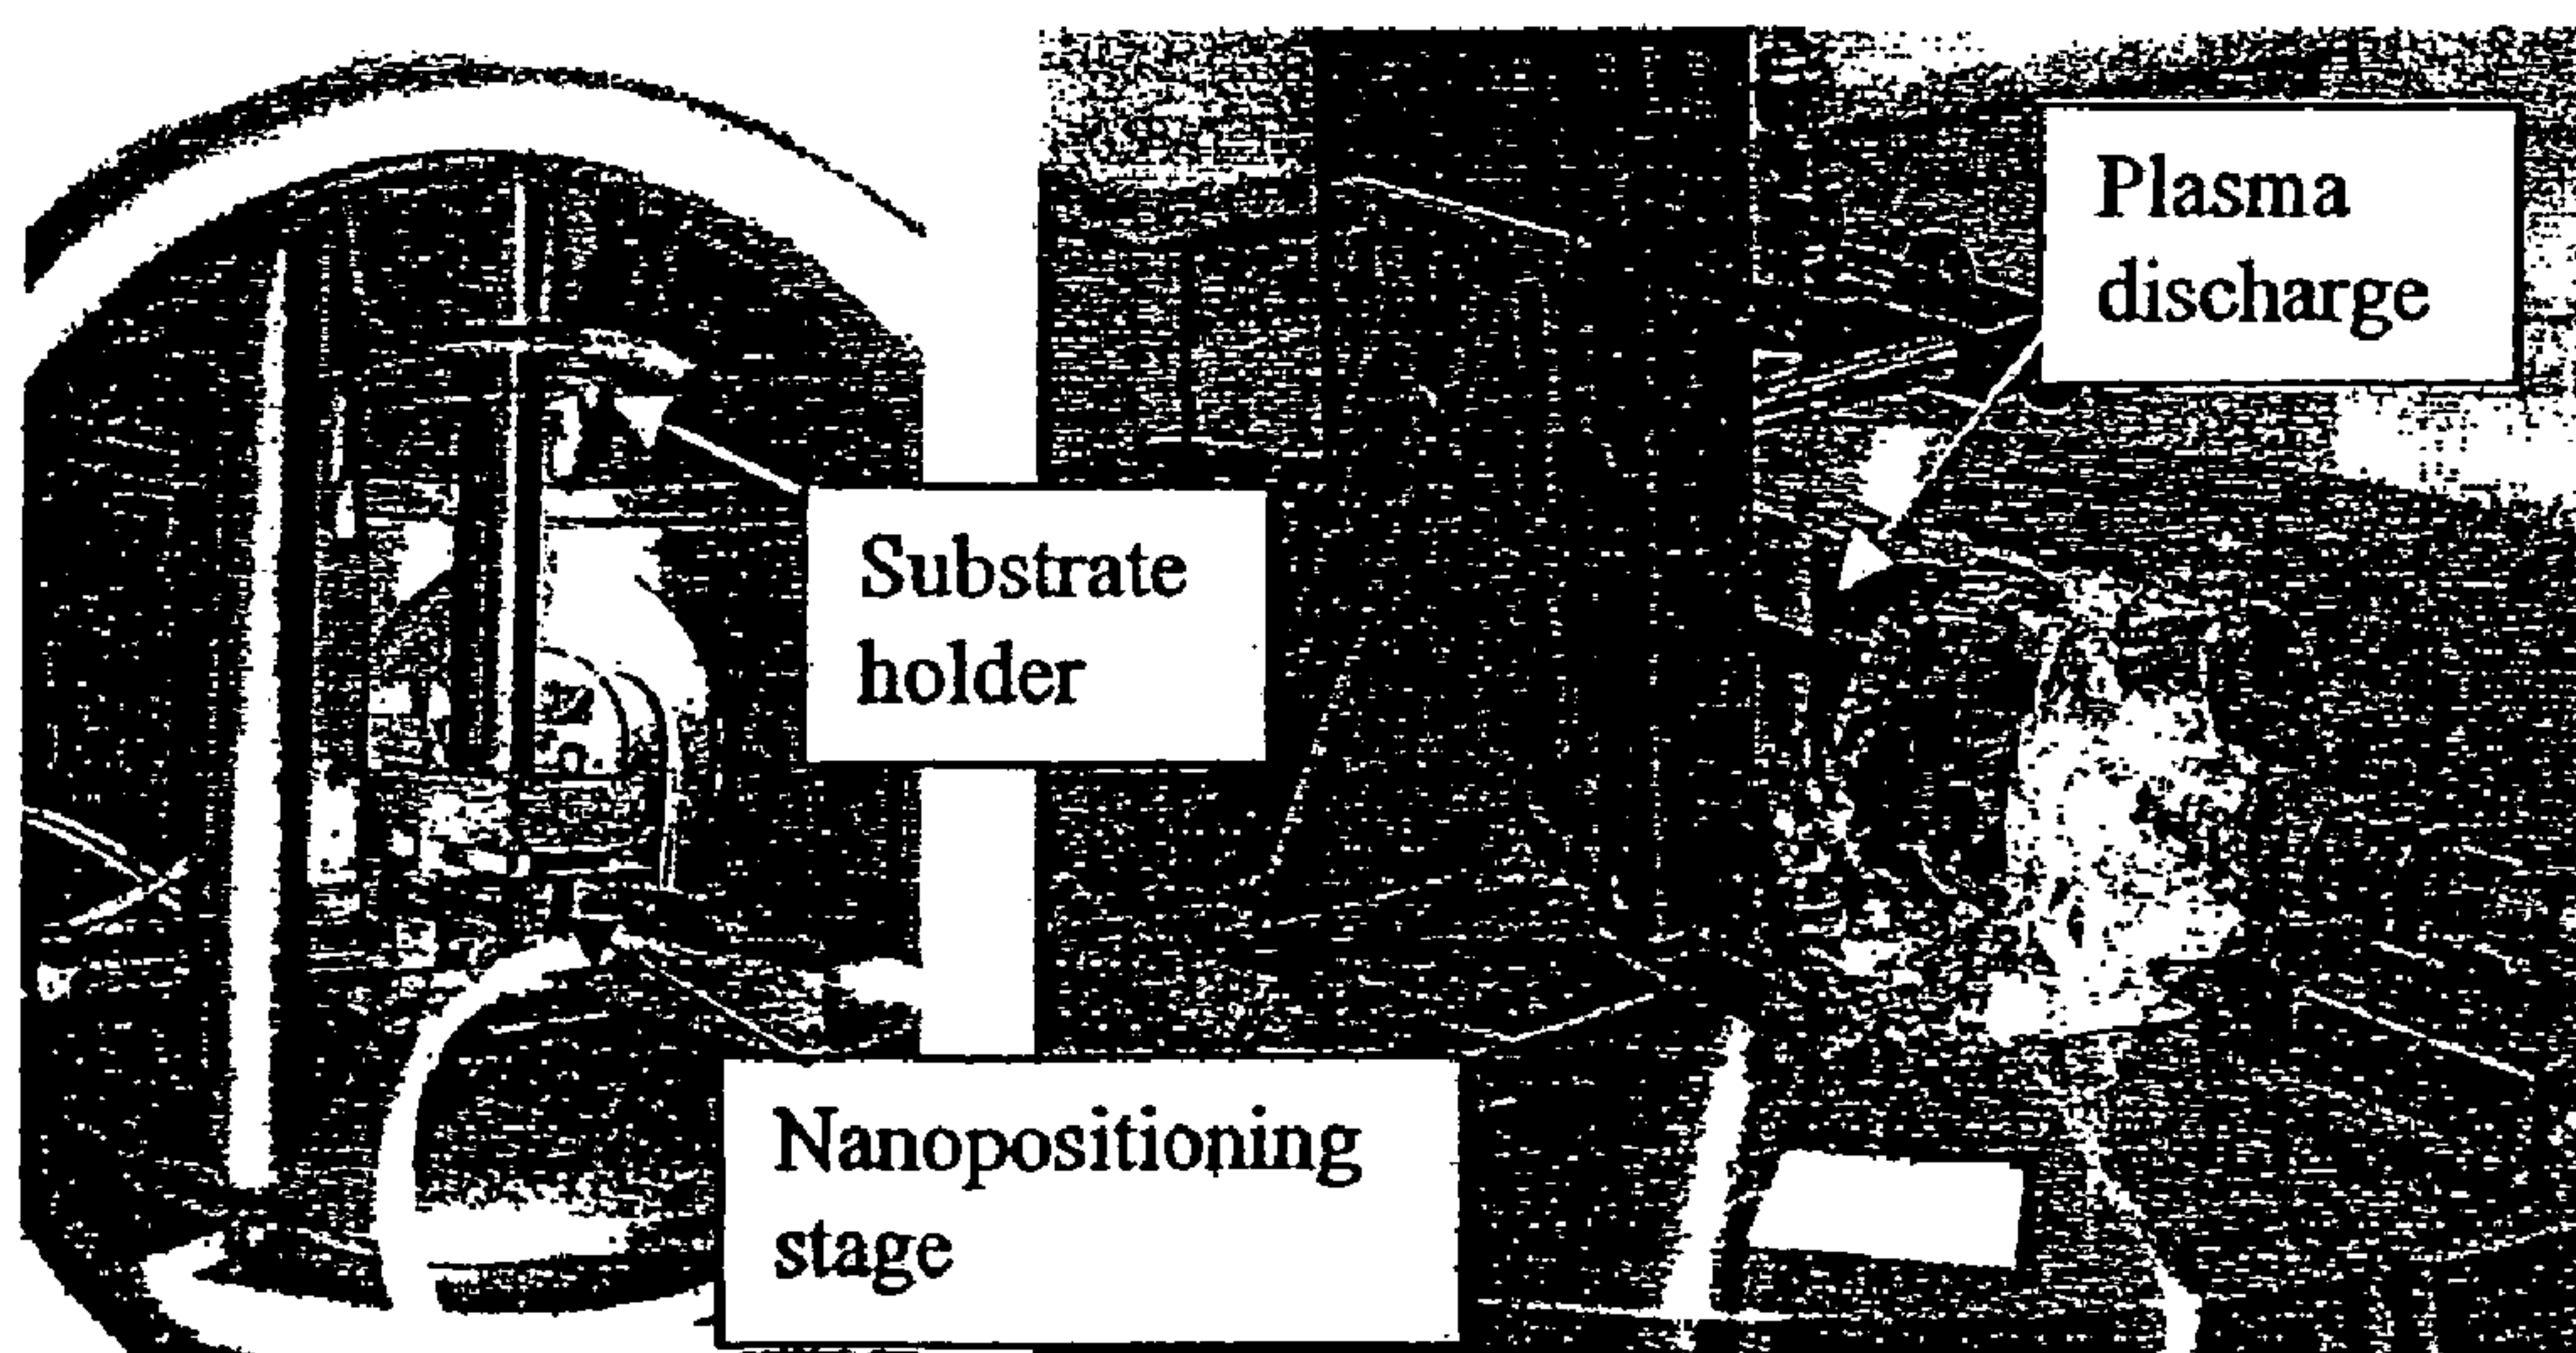 Plasma
discharge
Substrate
holder
Nanopositioning
stage